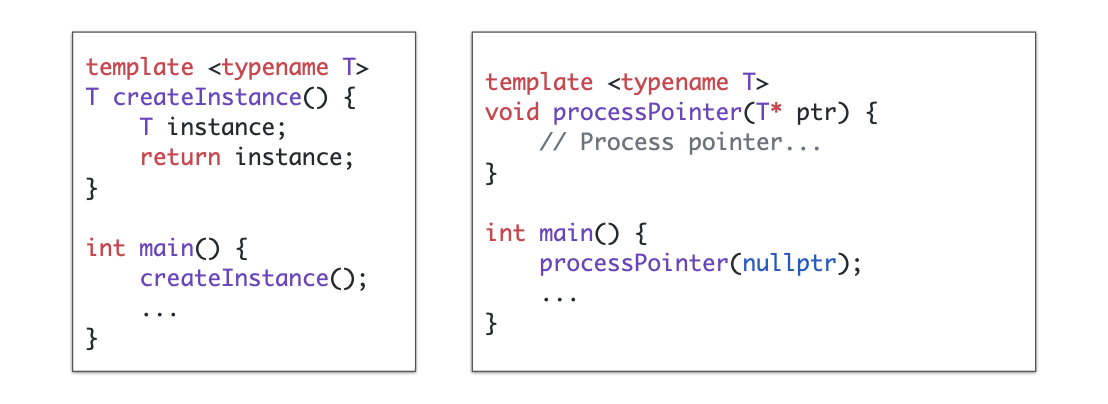 template <typename T>
T createInstance() {
    T instance;
    return instance;
}
int main() {
    createInstance();
    ...
}
template <typename T>
void processPointer(T* ptr) {
    // Process pointer...
}
int main() {
    processPointer(nullptr);
    ...
}